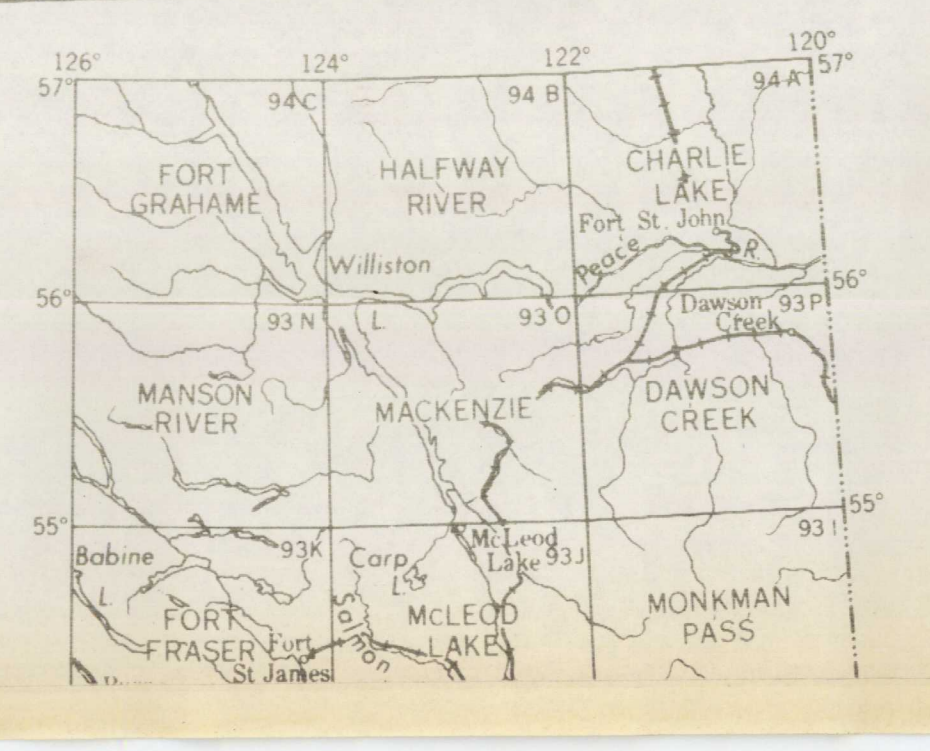 126°
124°
122°
120°
57°
94 C
94 B
94 A
57°
FORT
GRAHAME
HALFWAY
RIVER
CHARLIE
LAKE
Fort St. John
Peace R.
Williston
L.
56°
93 N
93 O
Dawson
Creek
93 P
56°
MANSON
RIVER
MACKENZIE
DAWSON
CREEK
55°
93K
McLeod
Lake
93J
93 I
55°
Babine
L.
Carp
L.
Salmon
FORT
FRASER
Fort
St James
McLEOD
LAKE
MONKMAN
PASS